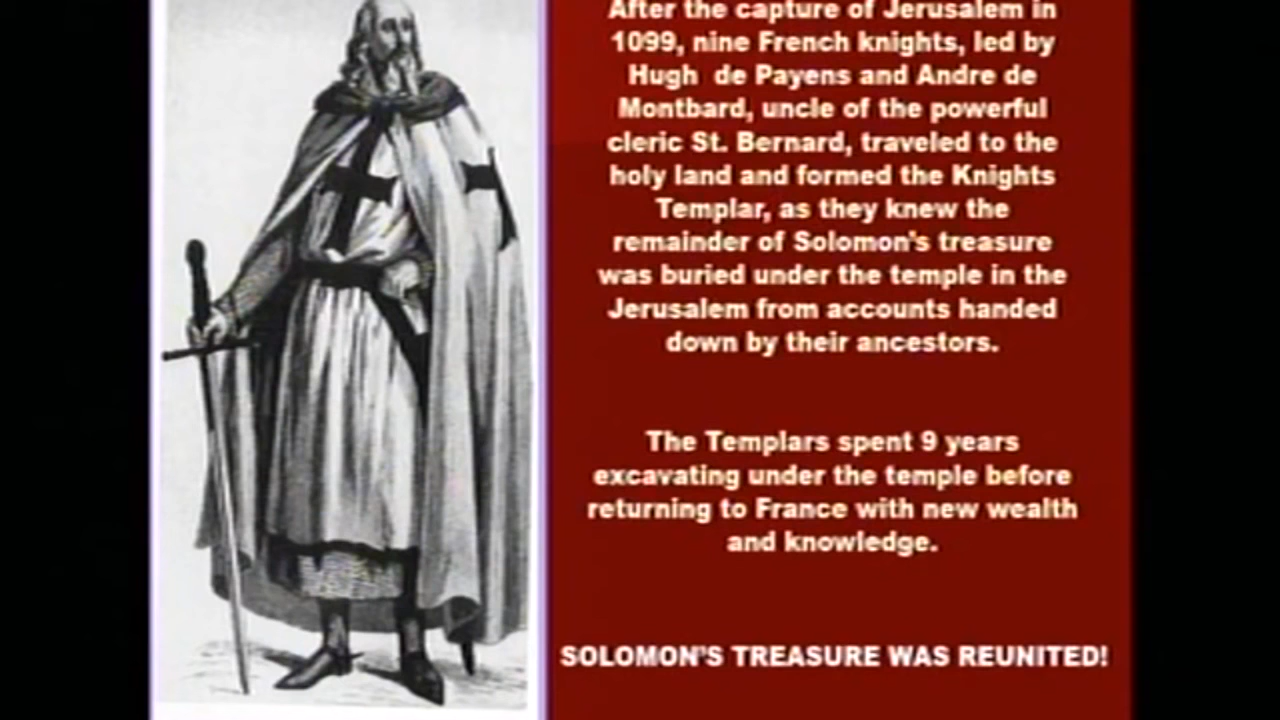 After the capture of Jerusalem in
1099, nine French knights, led by
Hugh de Payens and Andre de
Montbard, uncle of the powerful
cleric St. Bernard, traveled to the
holy land and formed the Knights
Templar, as they knew the
remainder of Solomon's treasure
was buried under the temple in the
Jerusalem from accounts handed
down by their ancestors.
The Templars spent 9 years
excavating under the temple before
returning to France with new wealth
and knowledge.
SOLOMON'S TREASURE WAS REUNITED!